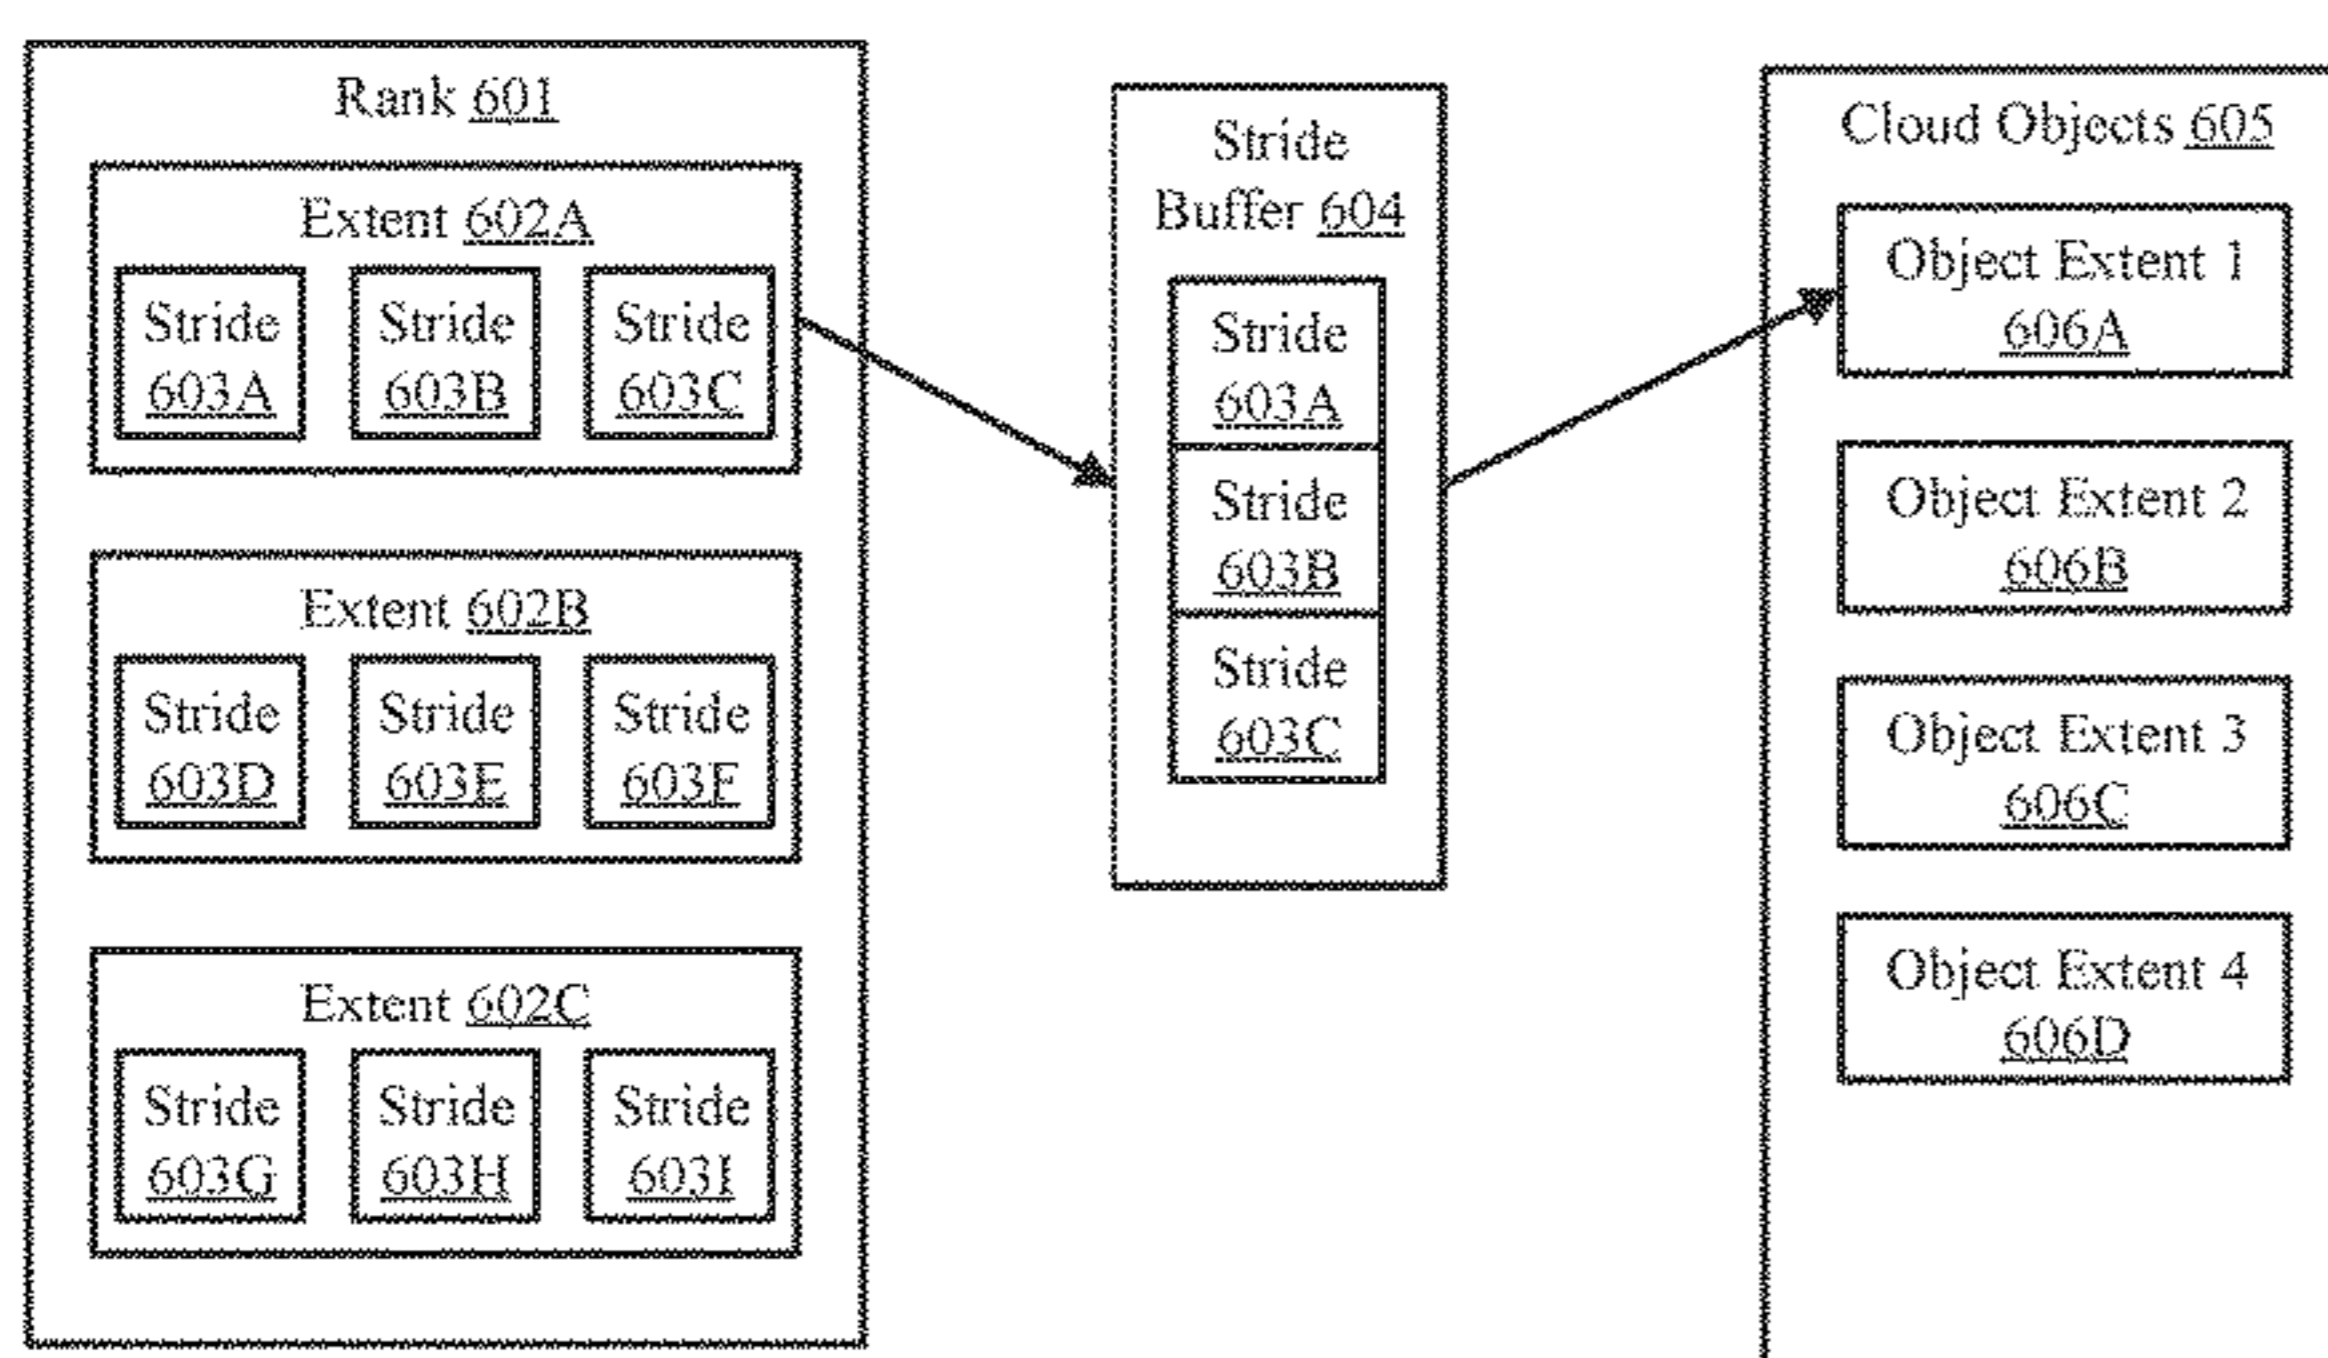 Rank 601
Extent 602A
Stride 603A
Stride 603B
Stride 603C
Extent 602B
Stride 603D
Stride 603E
Stride 603F
Extent 602C
Stride 603G
Stride 603H
Stride 603I
Stride
Buffer 604
Stride
603A
Stride
603B
Stride
603C
Cloud Objects 605
Object Extent 1
606A
Object Extent 2
606B
Object Extent 3
606C
Object Extent 4
606D